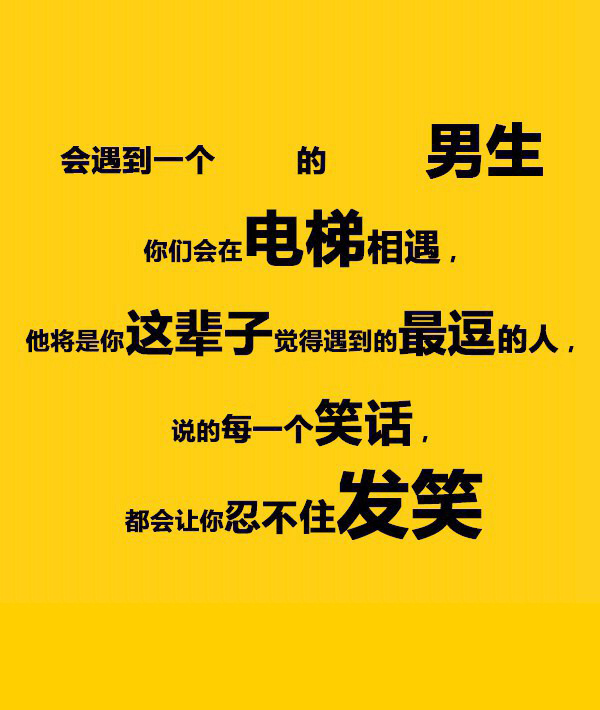 会遇到一个 的 男生
你们会在电梯相遇，
他将是你这辈子觉得遇到的最逗的人，
说的每一个笑话，
都会让你忍不住发笑